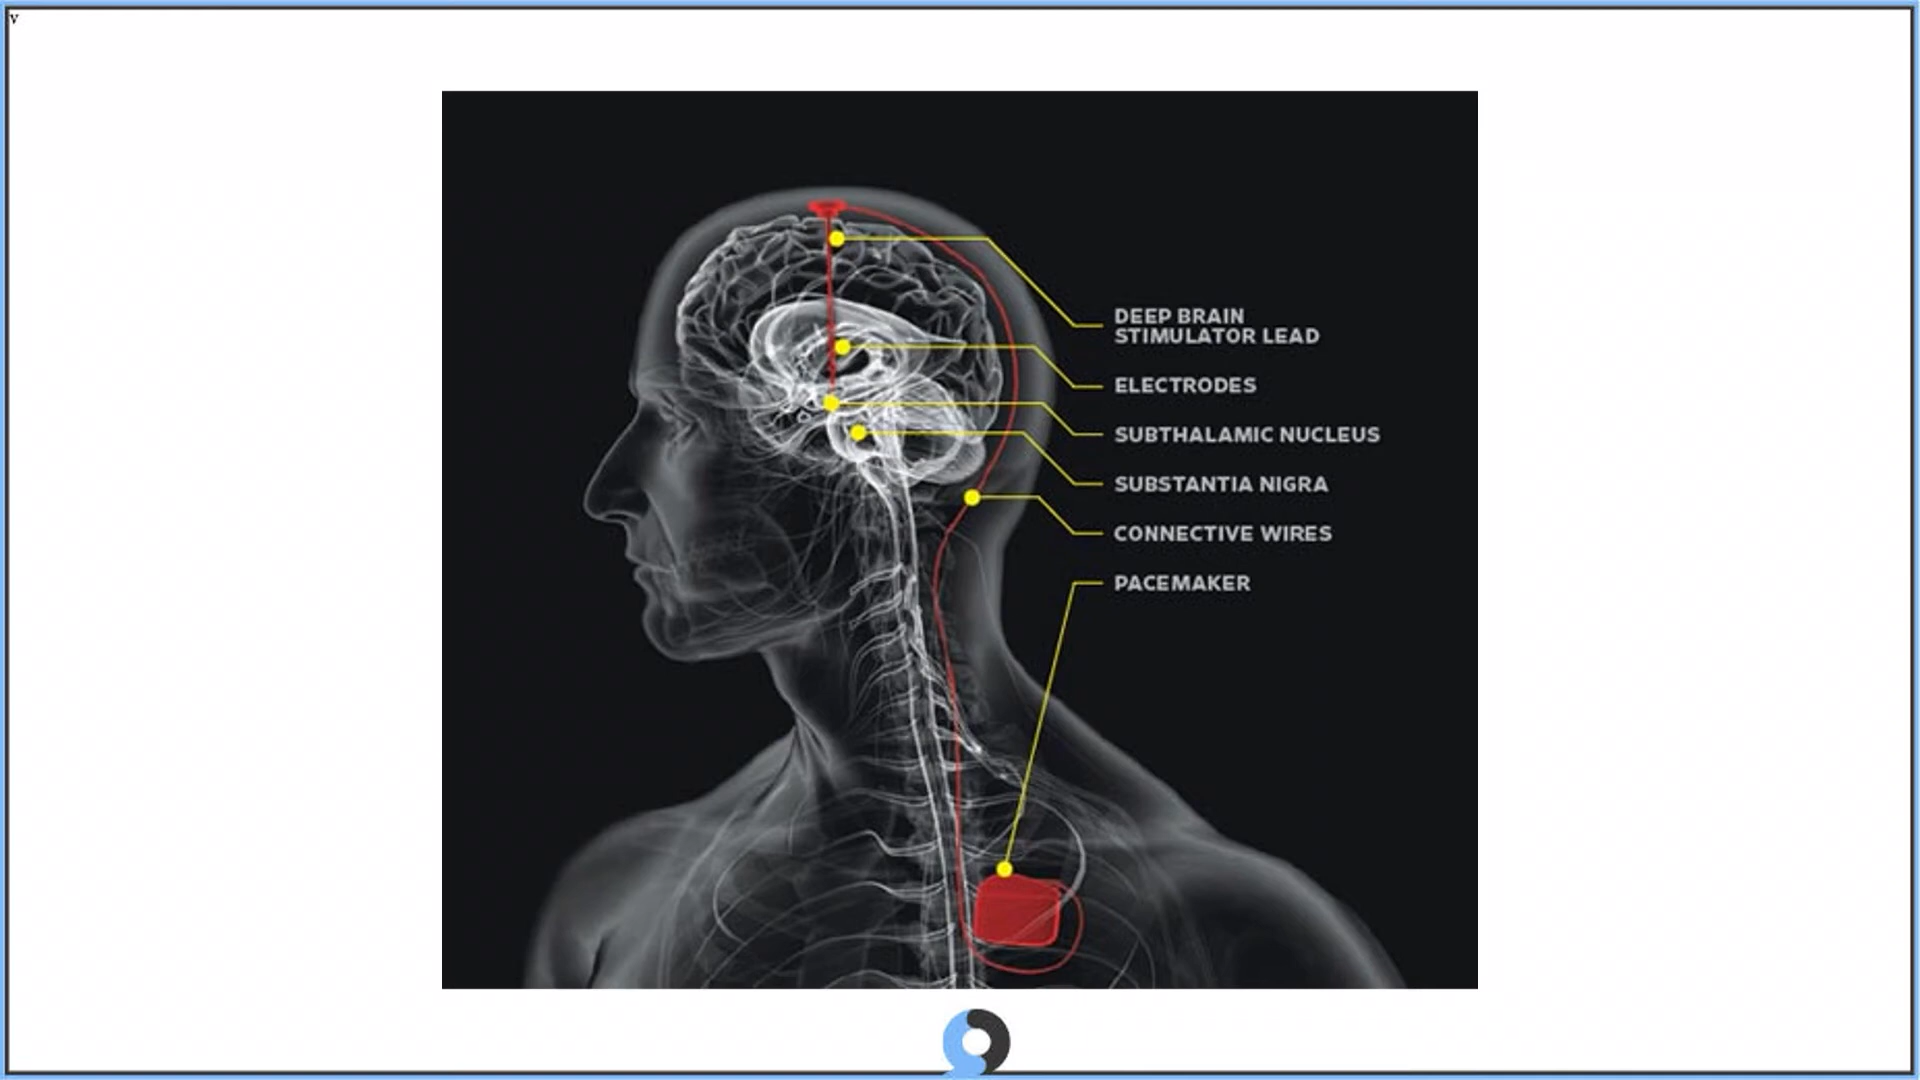 v
DEEP BRAIN
STIMULATOR LEAD
ELECTRODES
SUBTHALAMIC NUCLEUS
SUBSTANTIA NIGRA
CONNECTIVE WIRES
PACEMAKER